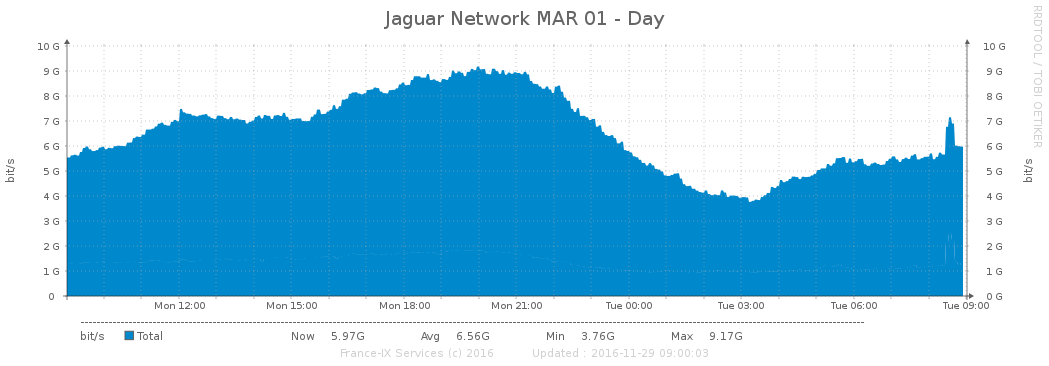 Jaguar Network MAR 01 - Day
RRDTOOL / TOBI OETIKER
10 G 10 G
9 G 9 G
8 G 8 G
7 G 7 G
6 G 6 G
5 G 5 G
4 G 4 G
3 G 3 G
2 G 2 G
1 G 1 G
0 0 G
bit/s bit/s
Mon 12:00 Mon 15:00 Mon 18:00 Mon 21:00 Tue 00:00 Tue 03:00 Tue 06:00 Tue 09:00
bit/s Total Now 5.97G Avg 6.56G Min 3.76G Max 9.17G
France-IX Services (c) 2016 Updated : 2016-11-29 09:00:03